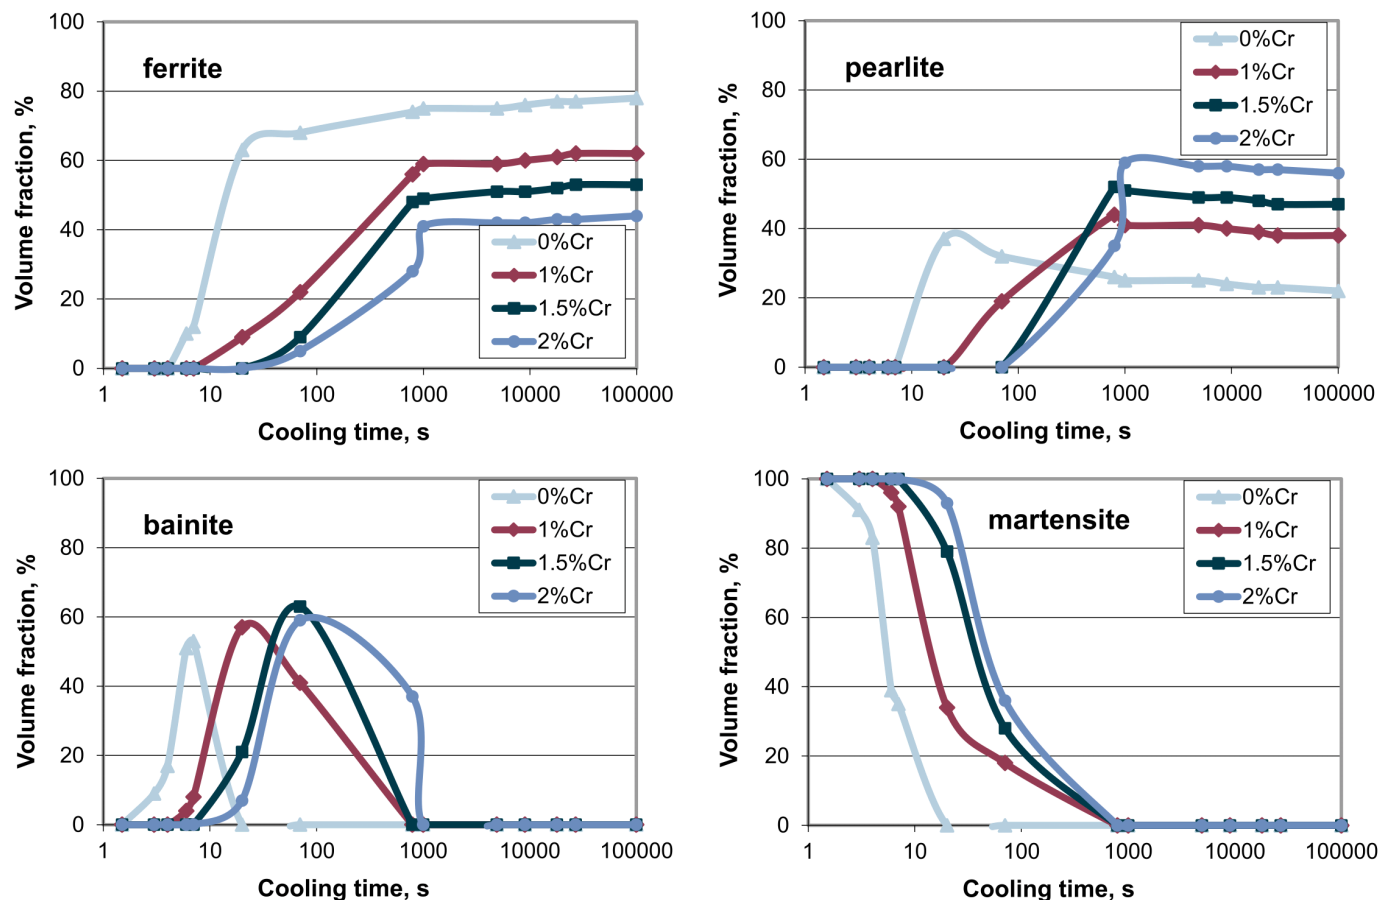 100
80
60
40
20
0
Volume fraction, %
ferrite
0%Cr
1%Cr
1.5%Cr
2%Cr
1 10 100 1000 10000 100000
Cooling time, s
100
80
60
40
20
0
Volume fraction, %
pearlite
0%Cr
1%Cr
1.5%Cr
2%Cr
1 10 100 1000 10000 100000
Cooling time, s
100
80
60
40
20
0
Volume fraction, %
bainite
0%Cr
1%Cr
1.5%Cr
2%Cr
1 10 100 1000 10000 100000
Cooling time, s
100
80
60
40
20
0
Volume fraction, %
martensite
0%Cr
1%Cr
1.5%Cr
2%Cr
1 10 100 1000 10000 100000
Cooling time, s